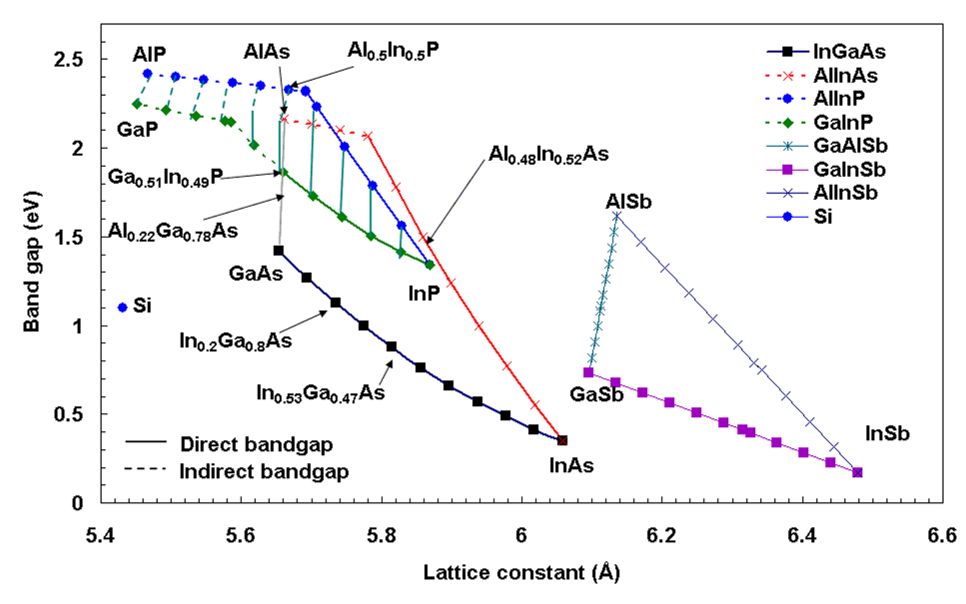 2.5
2
1.5
1
0.5
0
Band gap (eV)
5.4
5.6
5.8
6
6.2
6.4
6.6
Lattice constant (Å)
AlP
AlAs
Al0.5In0.5P
GaP
Ga0.51In0.49P
Al0.22Ga0.78As
GaAs
Si
In0.2Ga0.8As
In0.53Ga0.47As
InP
Al0.48In0.52As
InAs
AlSb
GaSb
InSb
Direct bandgap
Indirect bandgap
InGaAs
AlInAs
AlInP
GaInP
GaAlSb
GaInSb
AlInSb
Si